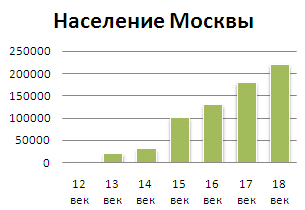 Население Москвы
250000
200000
150000
100000
50000
0
12 13 14 15 16 17 18
век век век век век век век